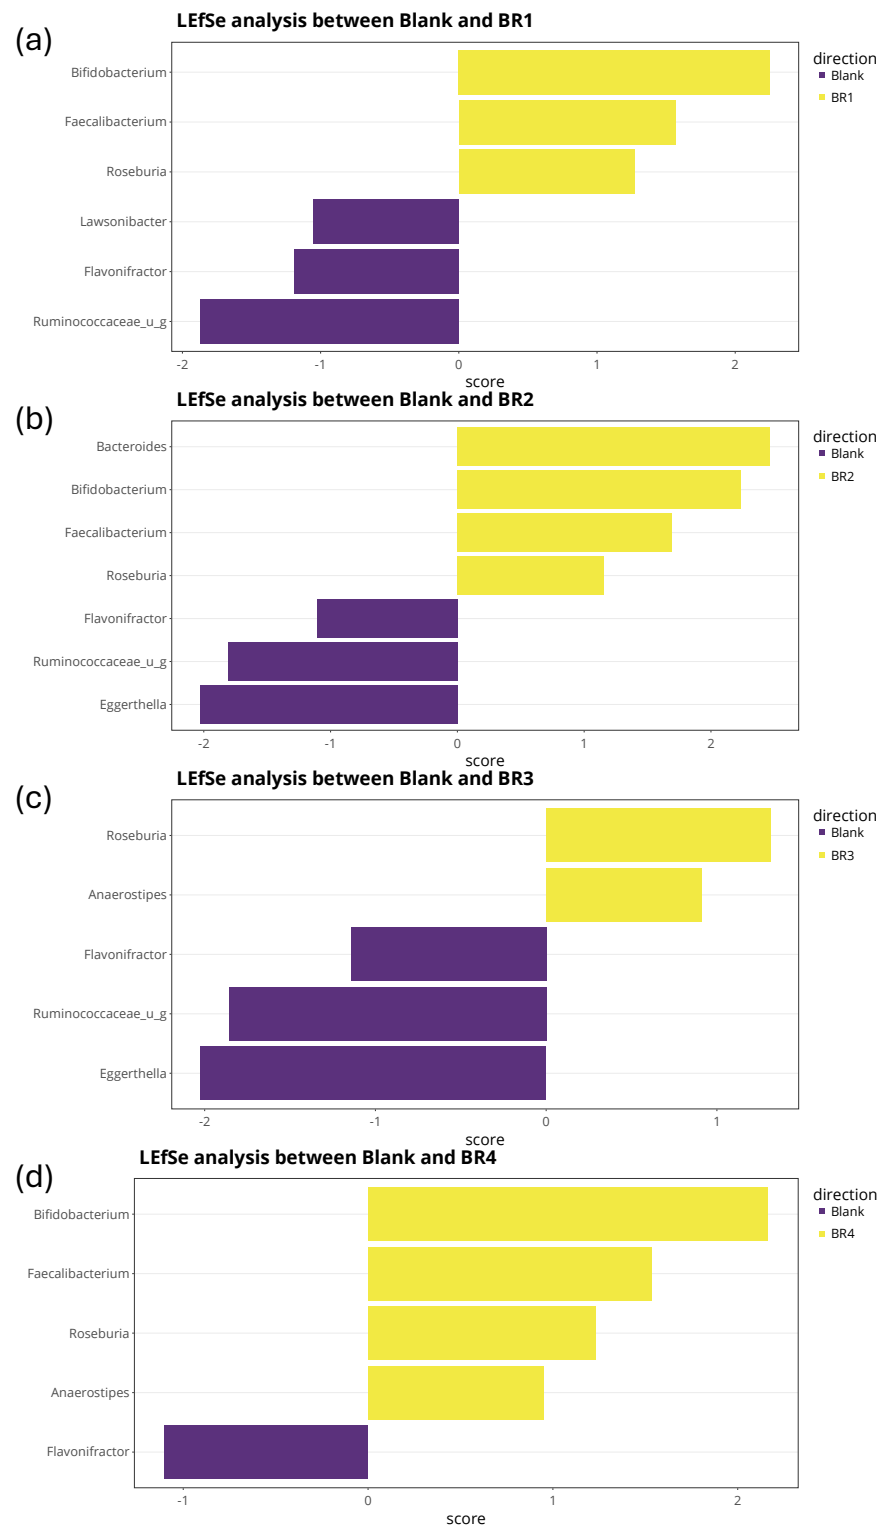 (a)
LEfSe analysis between Blank and BR1
Bifidobacterium
Faecalibacterium
Roseburia
Lawsonibacter
Flavonifractor
Ruminococcaceae_u_g
-2 -1 0 1 2
score
direction
Blank
BR1
(b)
LEfSe analysis between Blank and BR2
Bacteroides
Bifidobacterium
Faecalibacterium
Roseburia
Flavonifractor
Ruminococcaceae_u_g
Eggerthella
-2 -1 0 1 2
score
direction
Blank
BR2
(c)
LEfSe analysis between Blank and BR3
Roseburia
Anaerostipes
Flavonifractor
Ruminococcaceae_u_g
Eggerthella
-2 -1 0 1
score
direction
Blank
BR3
(d)
LEfSe analysis between Blank and BR4
Bifidobacterium
Faecalibacterium
Roseburia
Anaerostipes
Flavonifractor
-1 0 1 2
score
direction
Blank
BR4